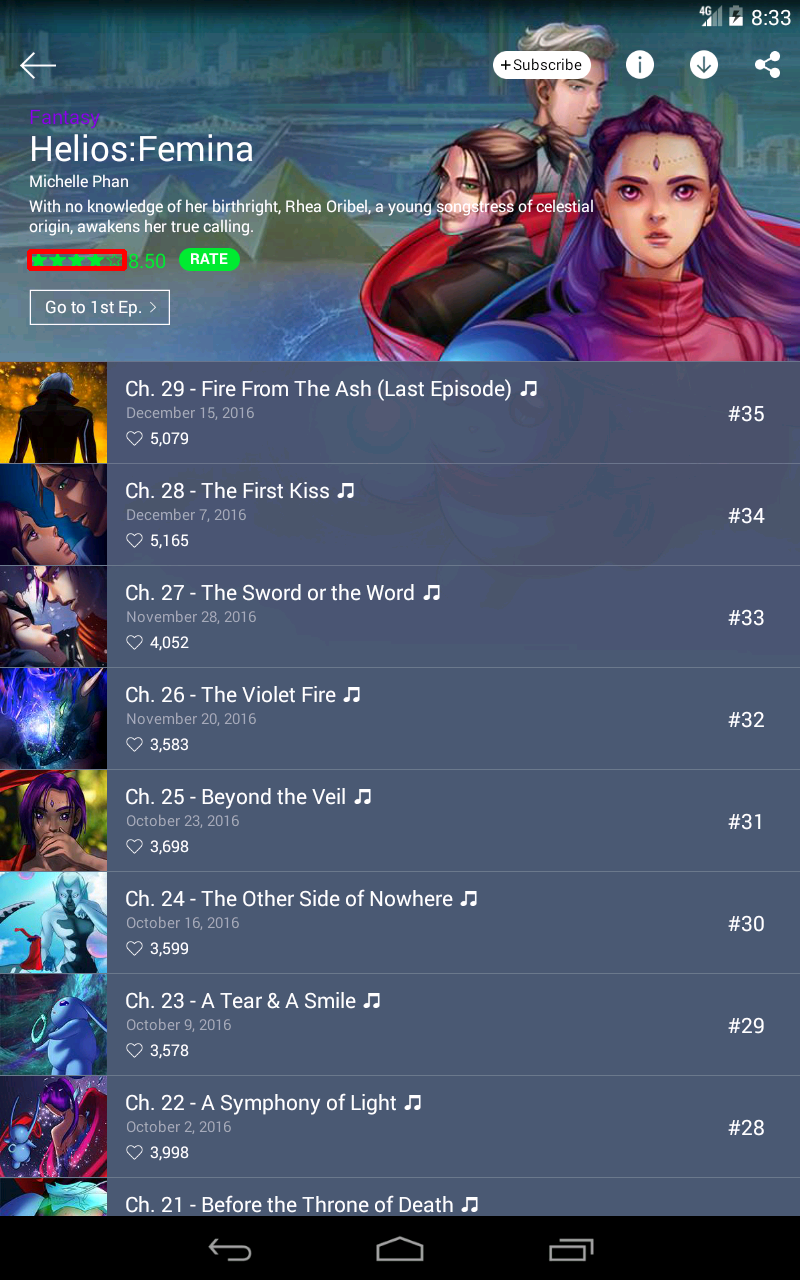 4G 8:33
+Subscribe
Fantasy
Helios:Femina
Michelle Phan
With no knowledge of her birthright, Rhea Oribel, a young songstress of celestial
origin, awakens her true calling.
8.50 RATE
Go to 1st Ep.
Ch. 29 - Fire From The Ash (Last Episode)
December 15, 2016
5,079
#35
Ch. 28 - The First Kiss
December 7, 2016
5,165
#34
Ch. 27 - The Sword or the Word
November 28, 2016
4,052
#33
Ch. 26 - The Violet Fire
November 20, 2016
3,583
#32
Ch. 25 - Beyond the Veil
October 23, 2016
3,698
#31
Ch. 24 - The Other Side of Nowhere
October 16, 2016
3,599
#30
Ch. 23 - A Tear & A Smile
October 9, 2016
3,578
#29
Ch. 22 - A Symphony of Light
October 2, 2016
3,998
#28
Ch. 21 - Before the Throne of Death